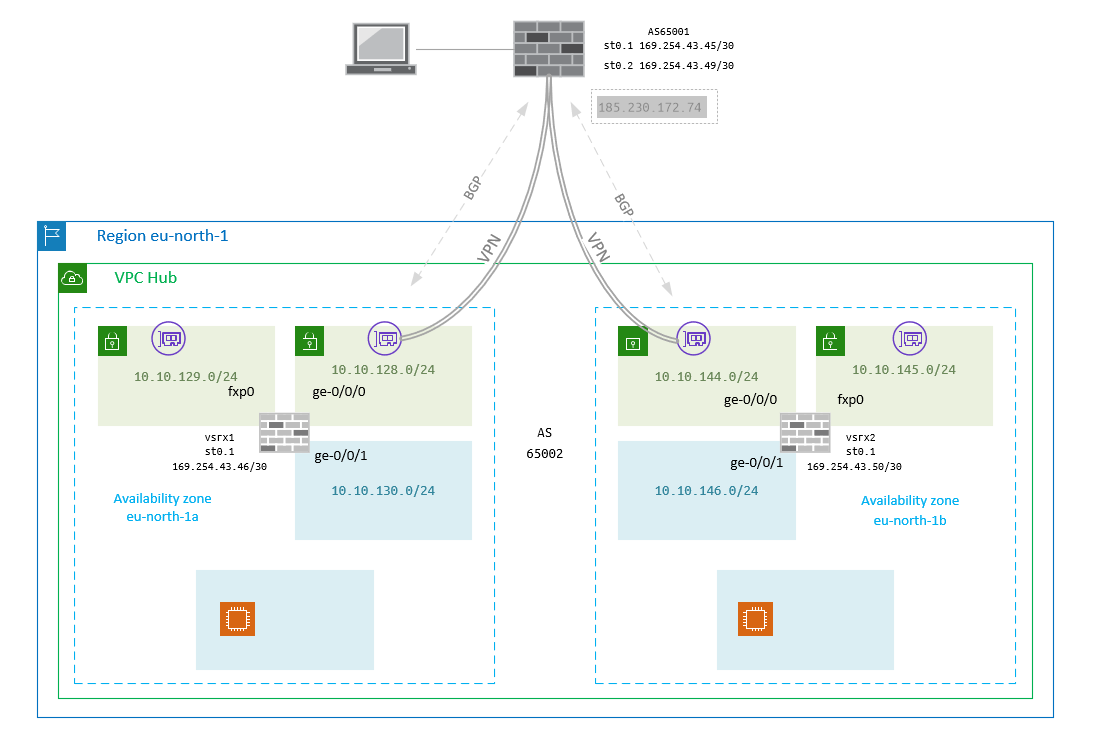 AS65001
st0.1 169.254.43.45/30
st0.2 169.254.43.49/30
185.230.172.74
BGP
BGP
VPN
VPN
Region eu-north-1
VPC Hub
10.10.129.0/24
fxp0
10.10.128.0/24
ge-0/0/0
vsrx1
st0.1
169.254.43.46/30
ge-0/0/1
10.10.130.0/24
Availability zone
eu-north-1a
AS
65002
10.10.144.0/24
ge-0/0/0
10.10.145.0/24
fxp0
vsrx2
st0.1
169.254.43.50/30
ge-0/0/1
10.10.146.0/24
Availability zone
eu-north-1b